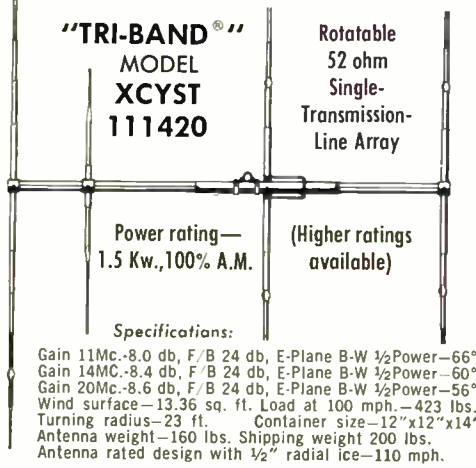 "TRI-BAND®"
MODEL
XCYST
111420
Rotatable
52 ohm
Single-
Transmission-
Line Array
Power rating—
1.5 Kw.,100% A.M.
(Higher ratings
available)
Specifications:
Gain 11Mc.-8.0 db, F/B 24 db, E-Plane B-W ½Power—66°
Gain 14MC.-8.4 db, F/B 24 db, E-Plane B-W ½Power—60°
Gain 20Mc.-8.6 db, F/B 24 db, E-Plane B-W ½Power—56°
Wind surface—13.36 sq. ft. Load at 100 mph.—423 lbs.
Turning radius—23 ft. Container size—12"x12"x14'
Antenna weight—160 lbs. Shipping weight 200 lbs.
Antenna rated design with ½" radial ice—110 mph.